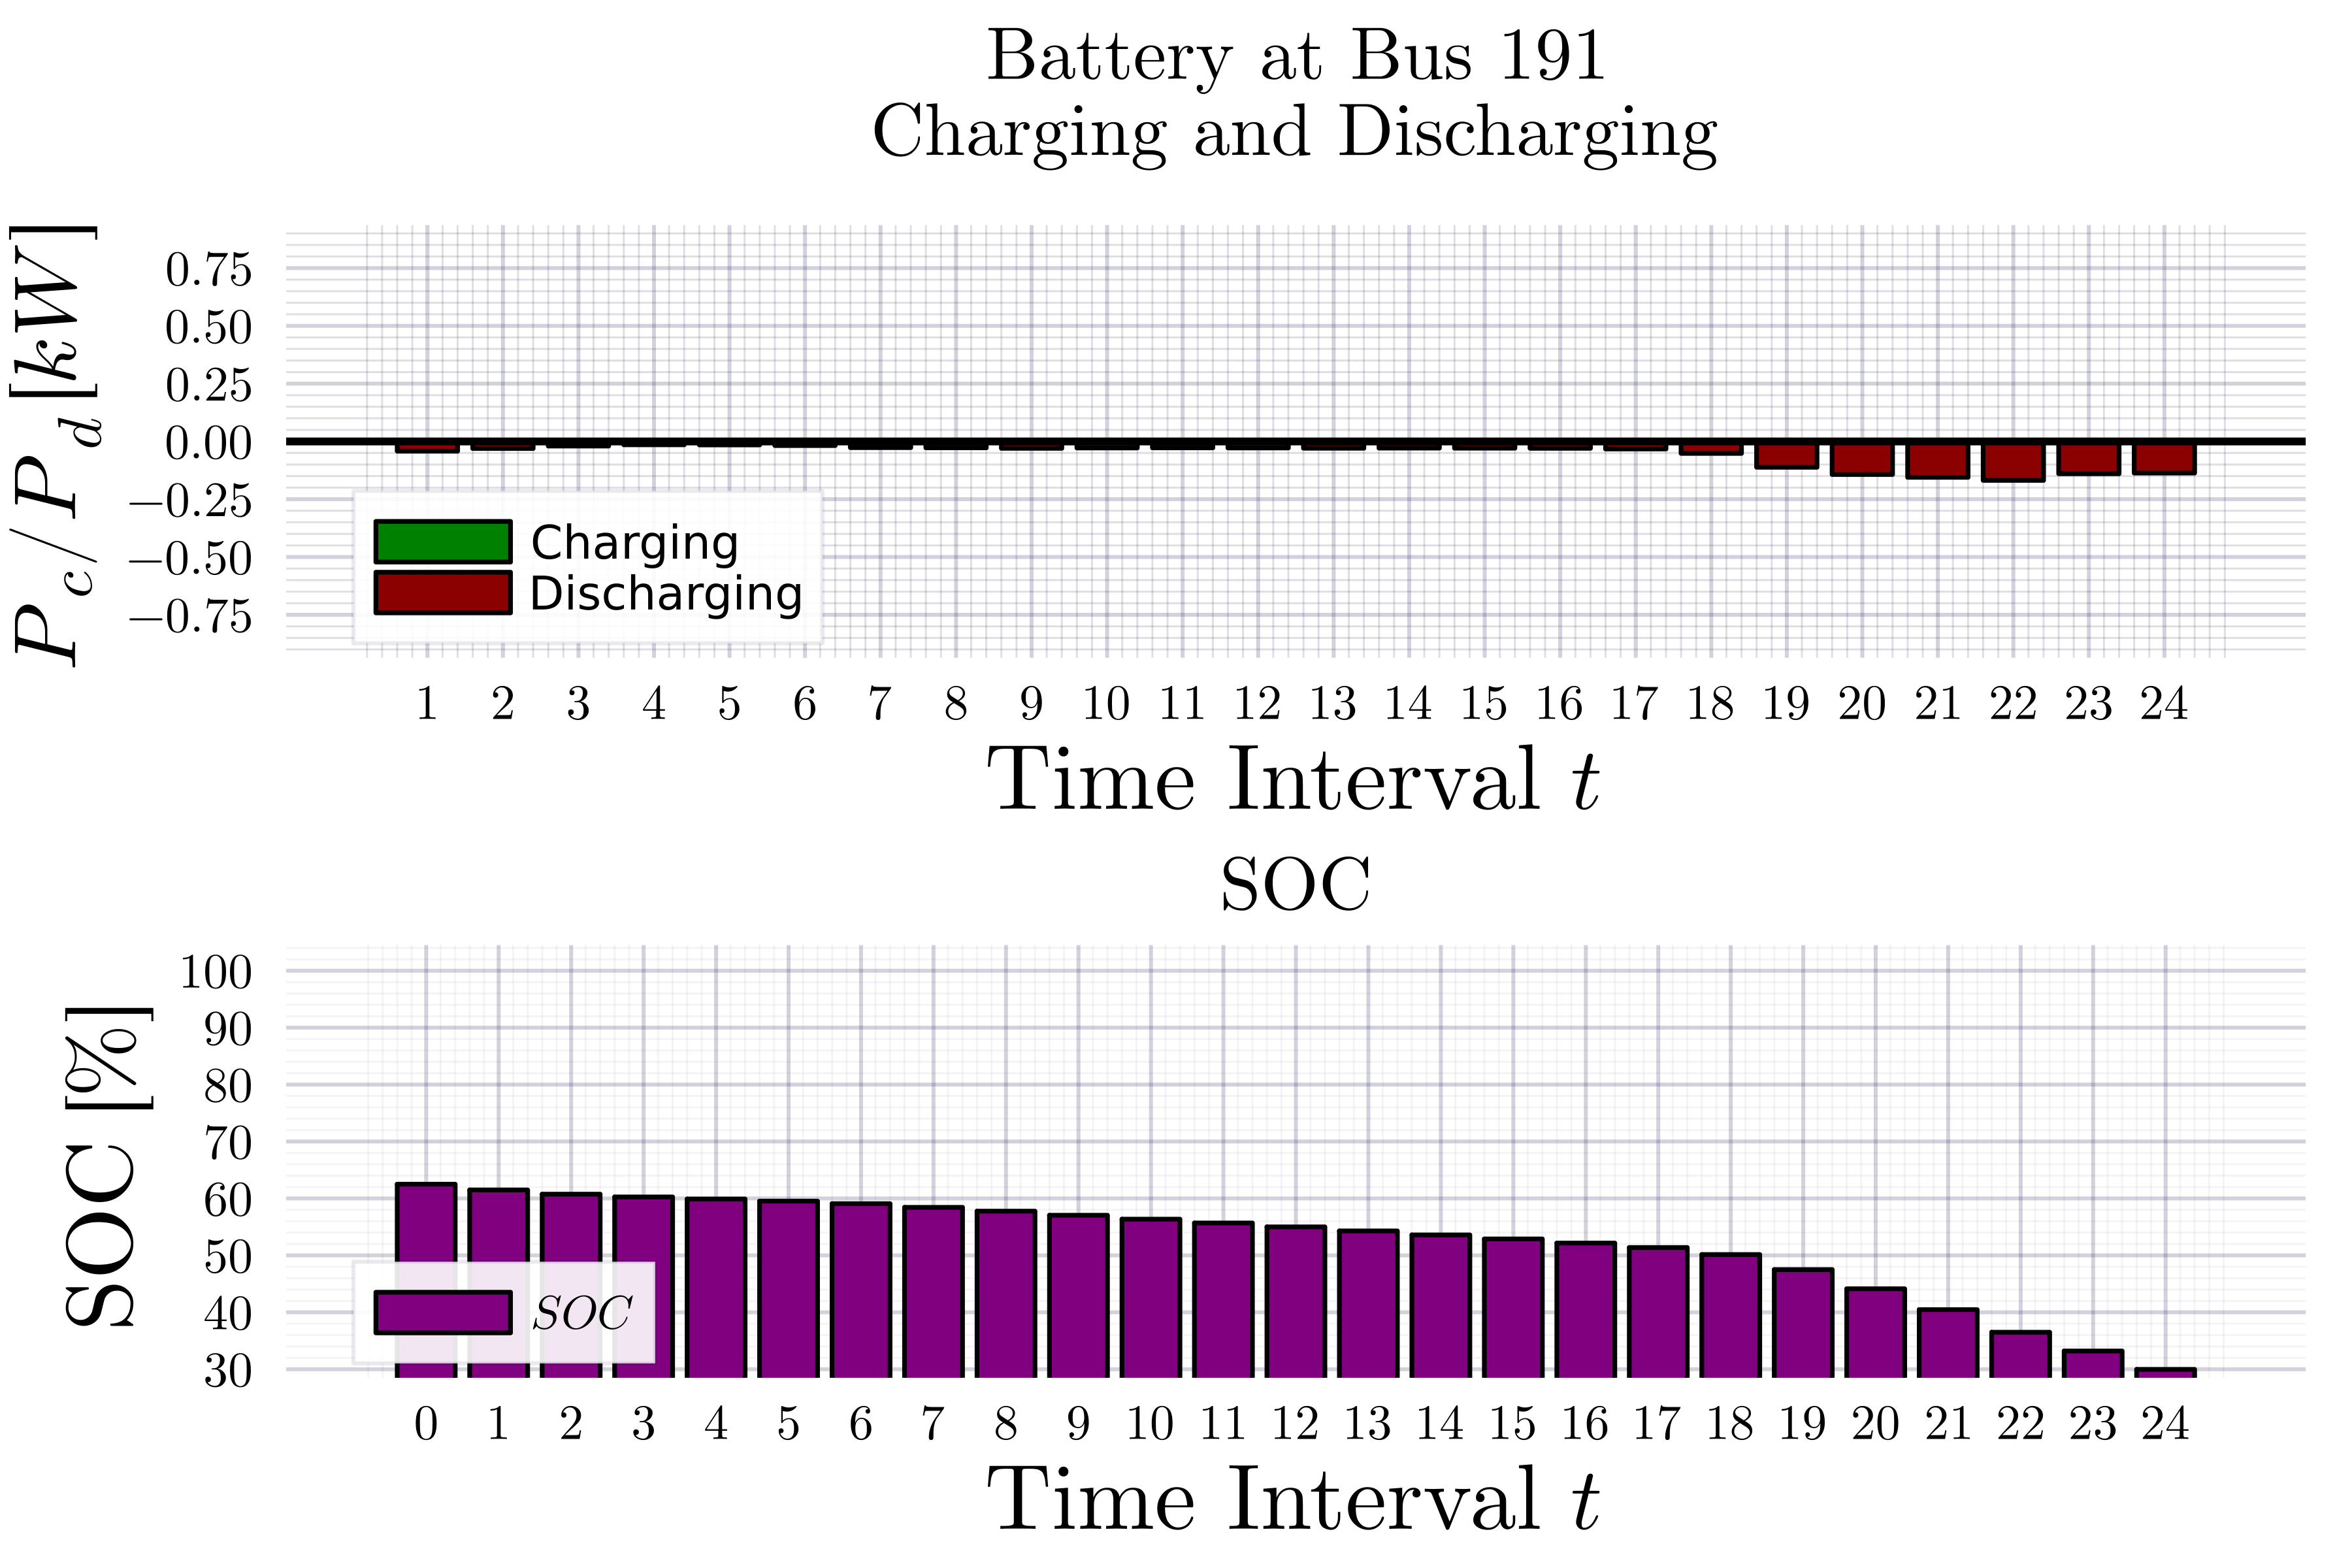 Battery at Bus 191
Charging and Discharging
P_c/P_d [kW]
0.75
0.50
0.25
0.00
−0.25
−0.50
−0.75
Charging
Discharging
1 2 3 4 5 6 7 8 9 10 11 12 13 14 15 16 17 18 19 20 21 22 23 24
Time Interval t
SOC
SOC [%]
100
90
80
70
60
50
40
30
SOC
0 1 2 3 4 5 6 7 8 9 10 11 12 13 14 15 16 17 18 19 20 21 22 23 24
Time Interval t